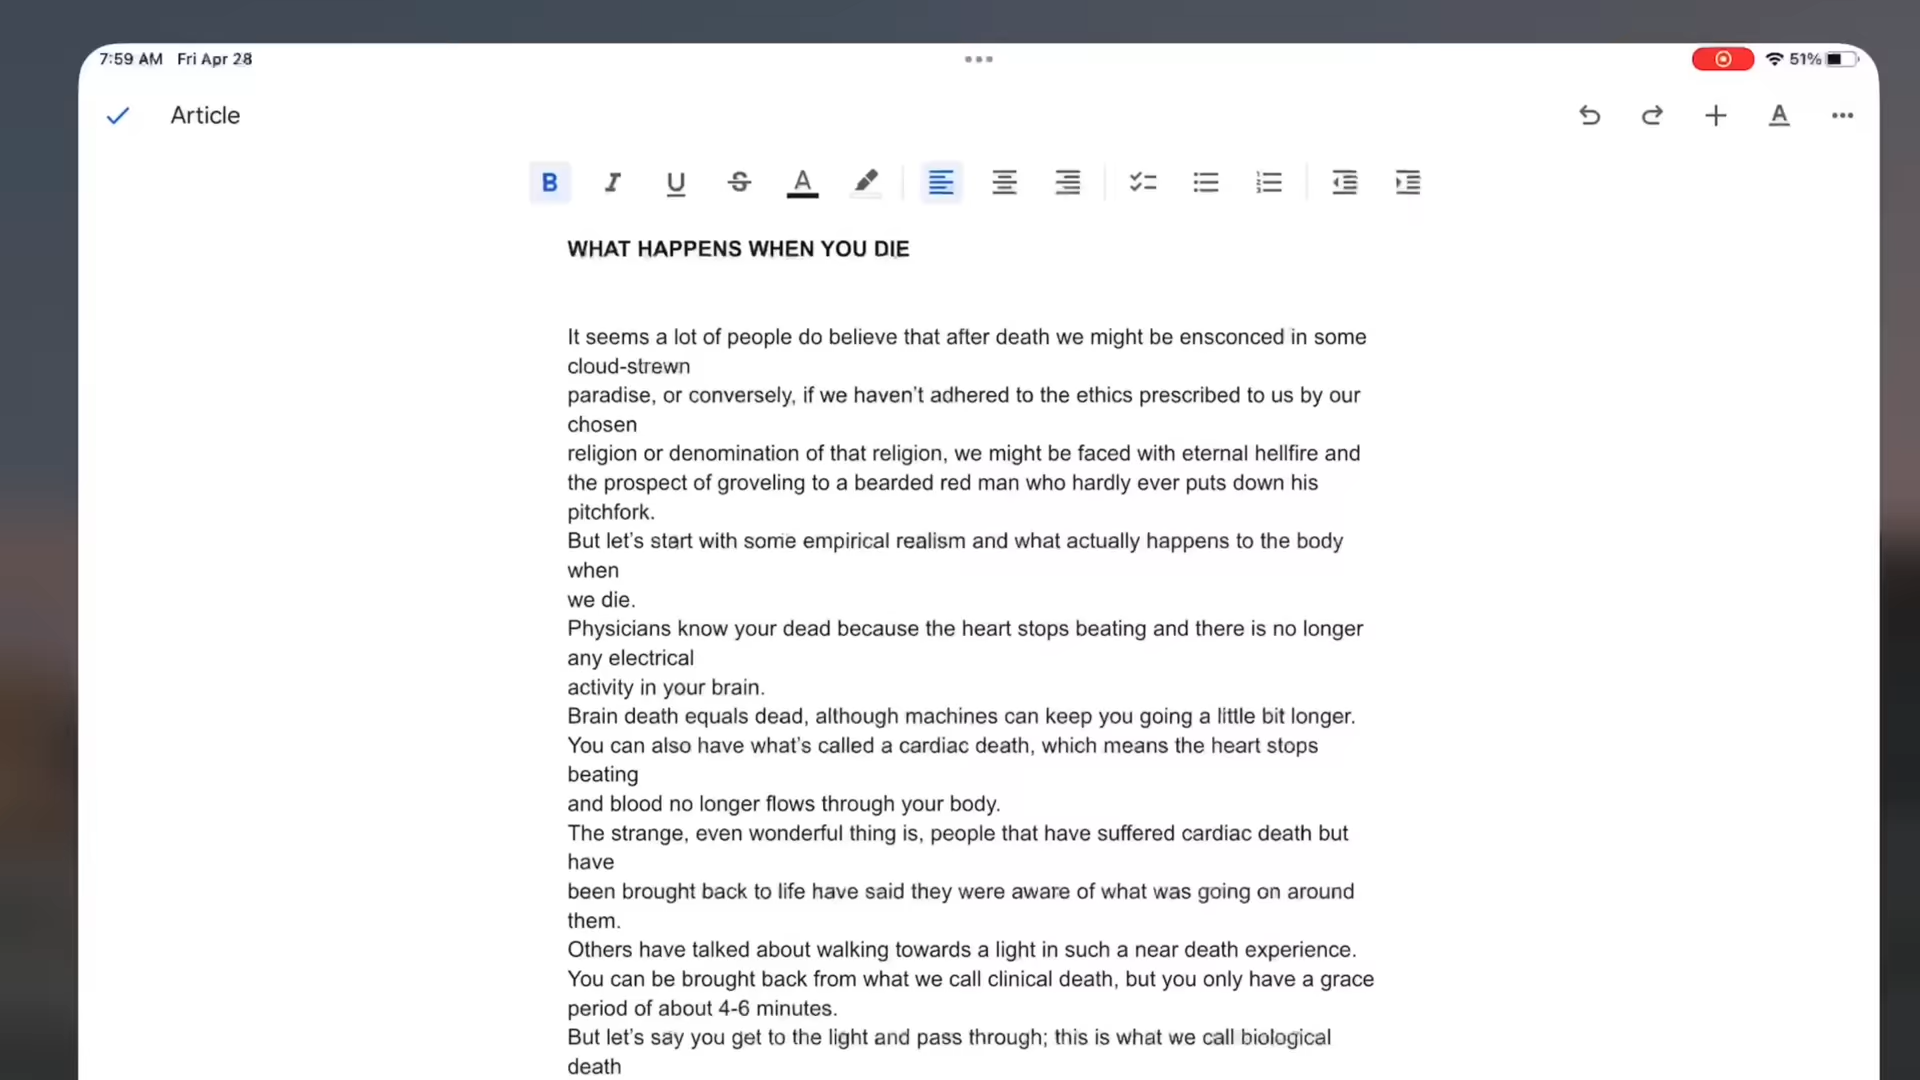 7:59 AM Fri Apr 28
51%
Article
B I U S A
A
WHAT HAPPENS WHEN YOU DIE
It seems a lot of people do believe that after death we might be ensconced in some
cloud-strewn
paradise, or conversely, if we haven’t adhered to the ethics prescribed to us by our
chosen
religion or denomination of that religion, we might be faced with eternal hellfire and
the prospect of groveling to a bearded red man who hardly ever puts down his
pitchfork.
But let’s start with some empirical realism and what actually happens to the body
when
we die.
Physicians know your dead because the heart stops beating and there is no longer
any electrical
activity in your brain.
Brain death equals dead, although machines can keep you going a little bit longer.
You can also have what’s called a cardiac death, which means the heart stops
beating
and blood no longer flows through your body.
The strange, even wonderful thing is, people that have suffered cardiac death but
have
been brought back to life have said they were aware of what was going on around
them.
Others have talked about walking towards a light in such a near death experience.
You can be brought back from what we call clinical death, but you only have a grace
period of about 4-6 minutes.
But let’s say you get to the light and pass through; this is what we call biological
death